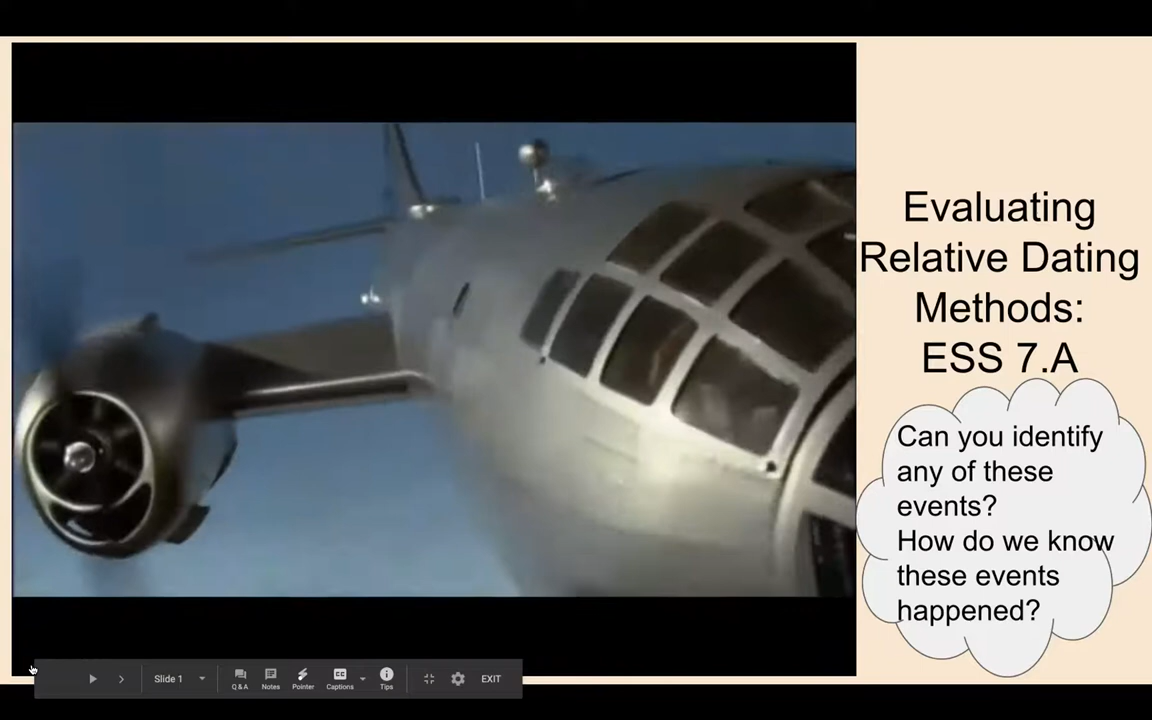 Evaluating
Relative Dating
Methods:
ESS 7.A
Can you identify
any of these
events?
How do we know
these events
happened?
Slide 1
Q & A
Notes
Pointer
CC
Captions
Tips
EXIT